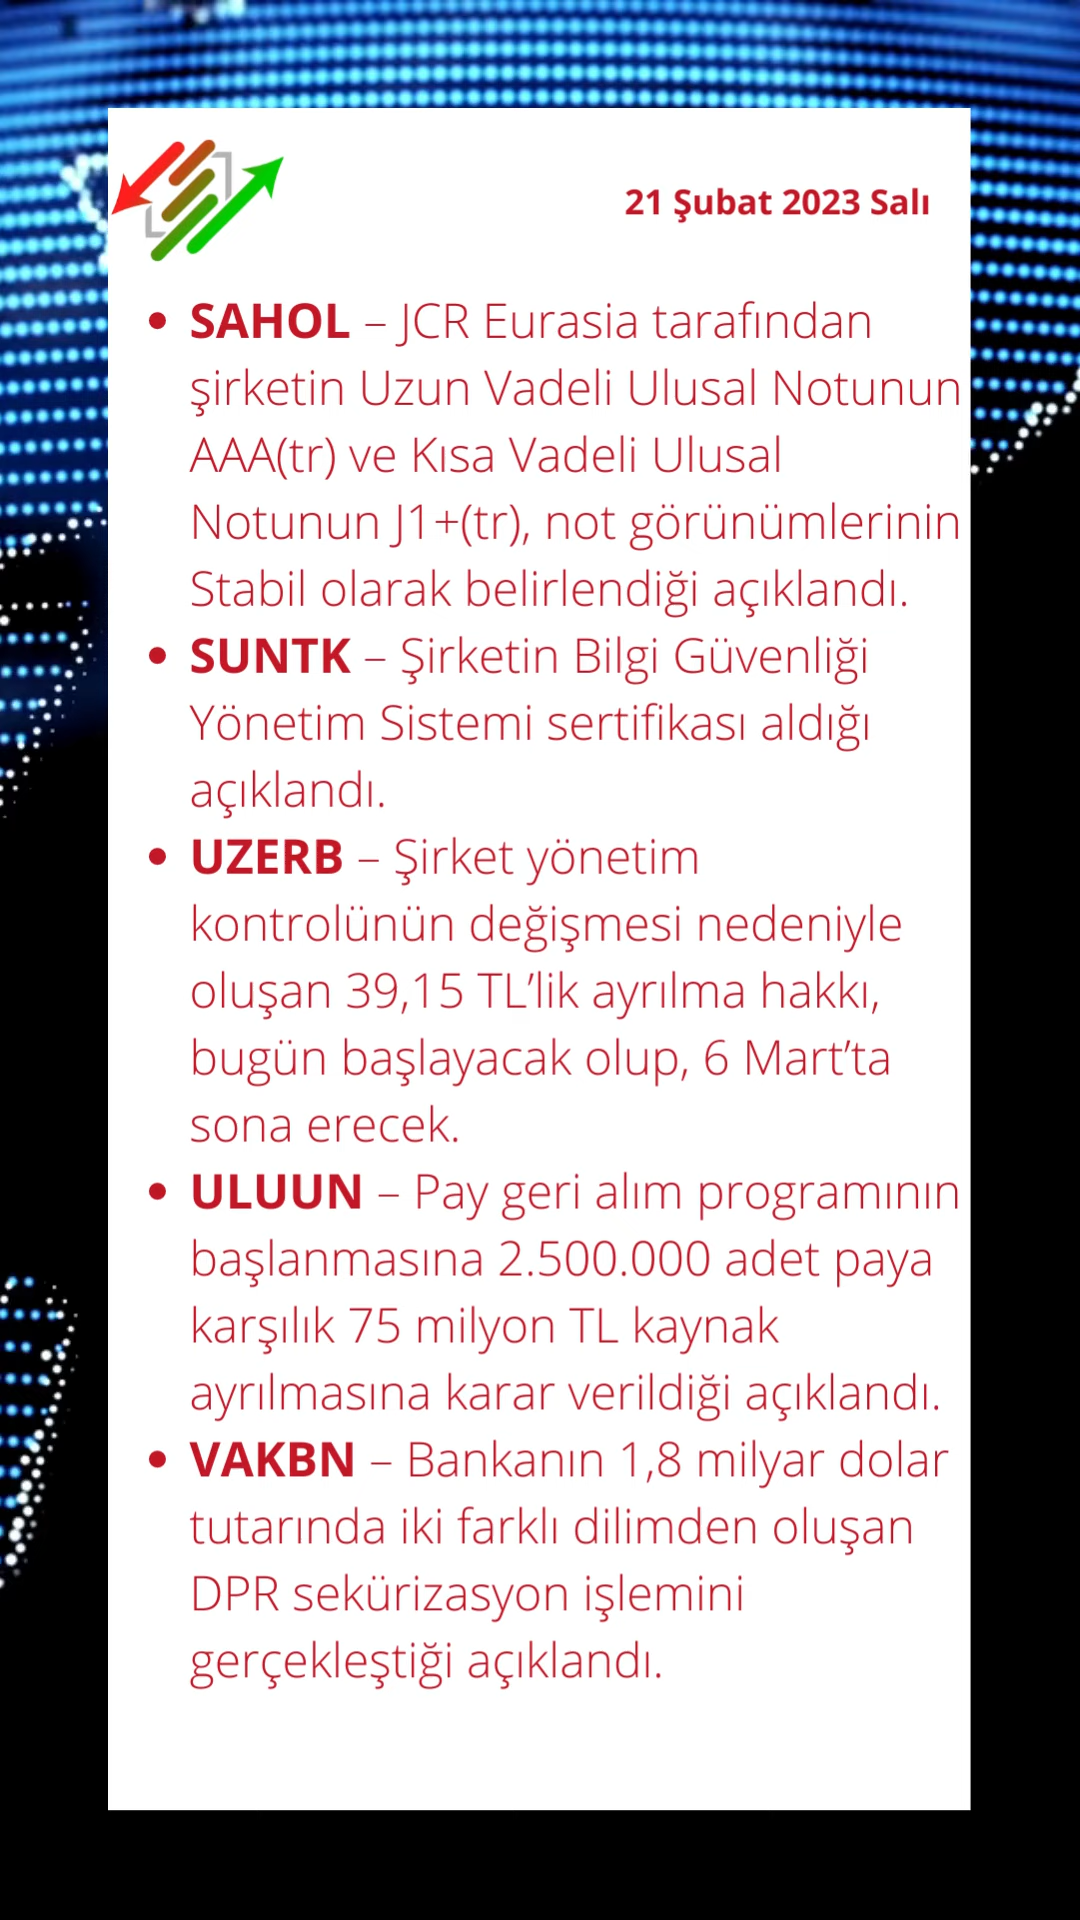 21 Şubat 2023 Salı
• SAHOL – JCR Eurasia tarafından
şirketin Uzun Vadeli Ulusal Notunun
AAA(tr) ve Kısa Vadeli Ulusal
Notunun J1+(tr), not görünümlerinin
Stabil olarak belirlendiği açıklandı.
• SUNTK – Şirketin Bilgi Güvenliği
Yönetim Sistemi sertifikası aldığı
açıklandı.
• UZERB – Şirket yönetim
kontrolünün değişmesi nedeniyle
oluşan 39,15 TL’lik ayrılma hakkı,
bugün başlayacak olup, 6 Mart’ta
sona erecek.
• ULUUN – Pay geri alım programının
başlanmasına 2.500.000 adet paya
karşılık 75 milyon TL kaynak
ayrılmasına karar verildiği açıklandı.
• VAKBN – Bankanın 1,8 milyar dolar
tutarında iki farklı dilimden oluşan
DPR sekürizasyon işlemini
gerçekleştiği açıklandı.